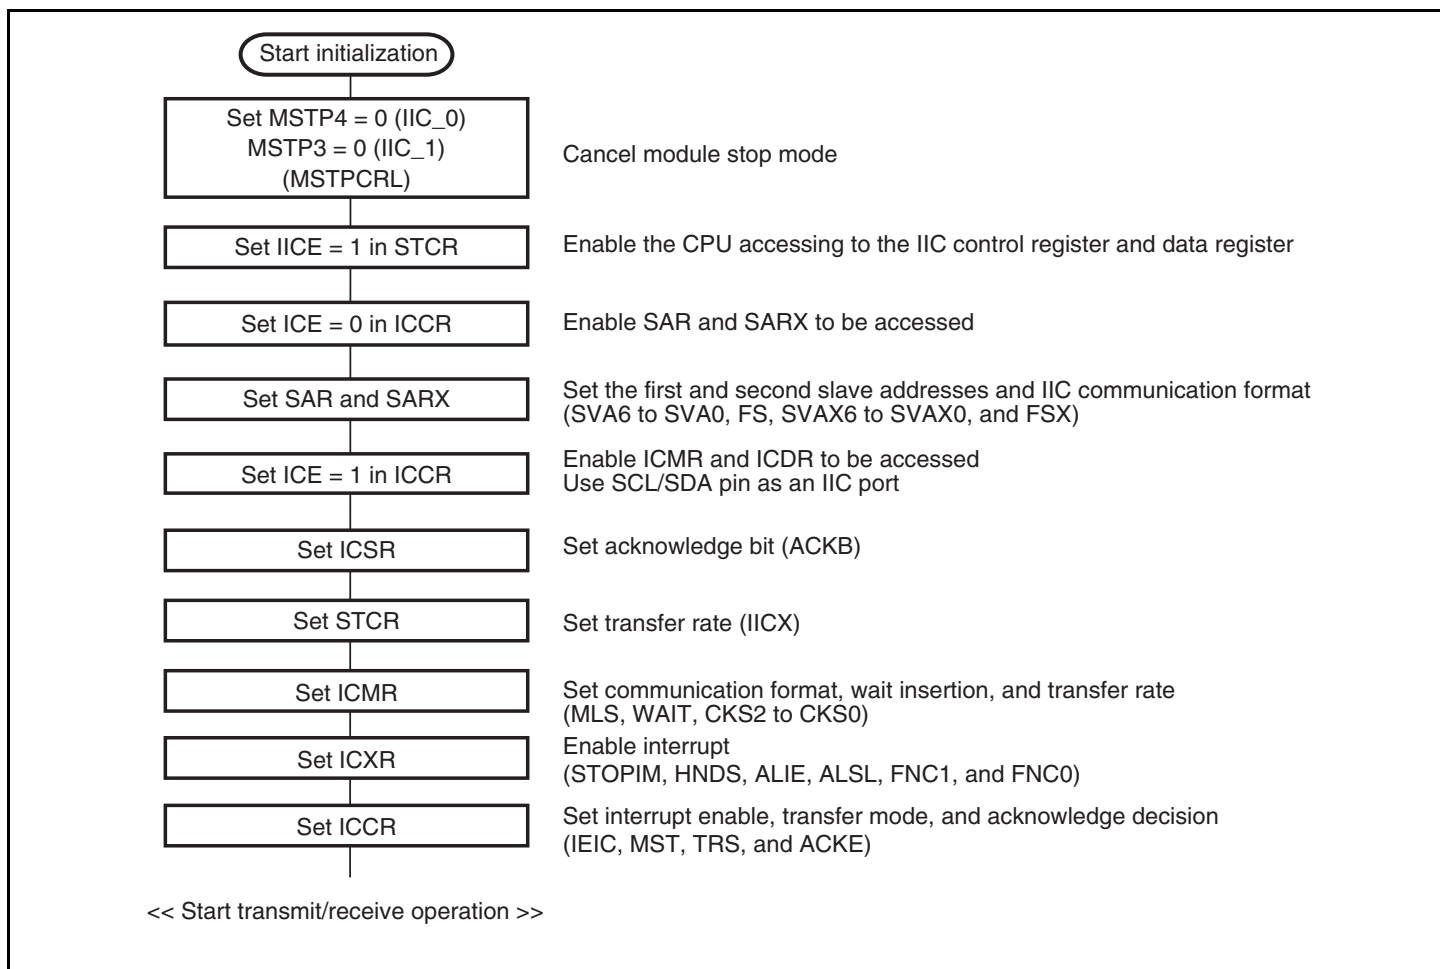 Start initialization
Set MSTP4 = 0 (IIC_0)
MSTP3 = 0 (IIC_1)
(MSTPCRL)
Cancel module stop mode
Set IICE = 1 in STCR
Enable the CPU accessing to the IIC control register and data register
Set ICE = 0 in ICCR
Enable SAR and SARX to be accessed
Set SAR and SARX
Set the first and second slave addresses and IIC communication format
(SVA6 to SVA0, FS, SVAX6 to SVAX0, and FSX)
Set ICE = 1 in ICCR
Enable ICMR and ICDR to be accessed
Use SCL/SDA pin as an IIC port
Set ICSR
Set acknowledge bit (ACKB)
Set STCR
Set transfer rate (IICX)
Set ICMR
Set communication format, wait insertion, and transfer rate
(MLS, WAIT, CKS2 to CKS0)
Set ICXR
Enable interrupt
(STOPIM, HNDS, ALIE, ALSL, FNC1, and FNC0)
Set ICCR
Set interrupt enable, transfer mode, and acknowledge decision
(IEIC, MST, TRS, and ACKE)
<< Start transmit/receive operation >>